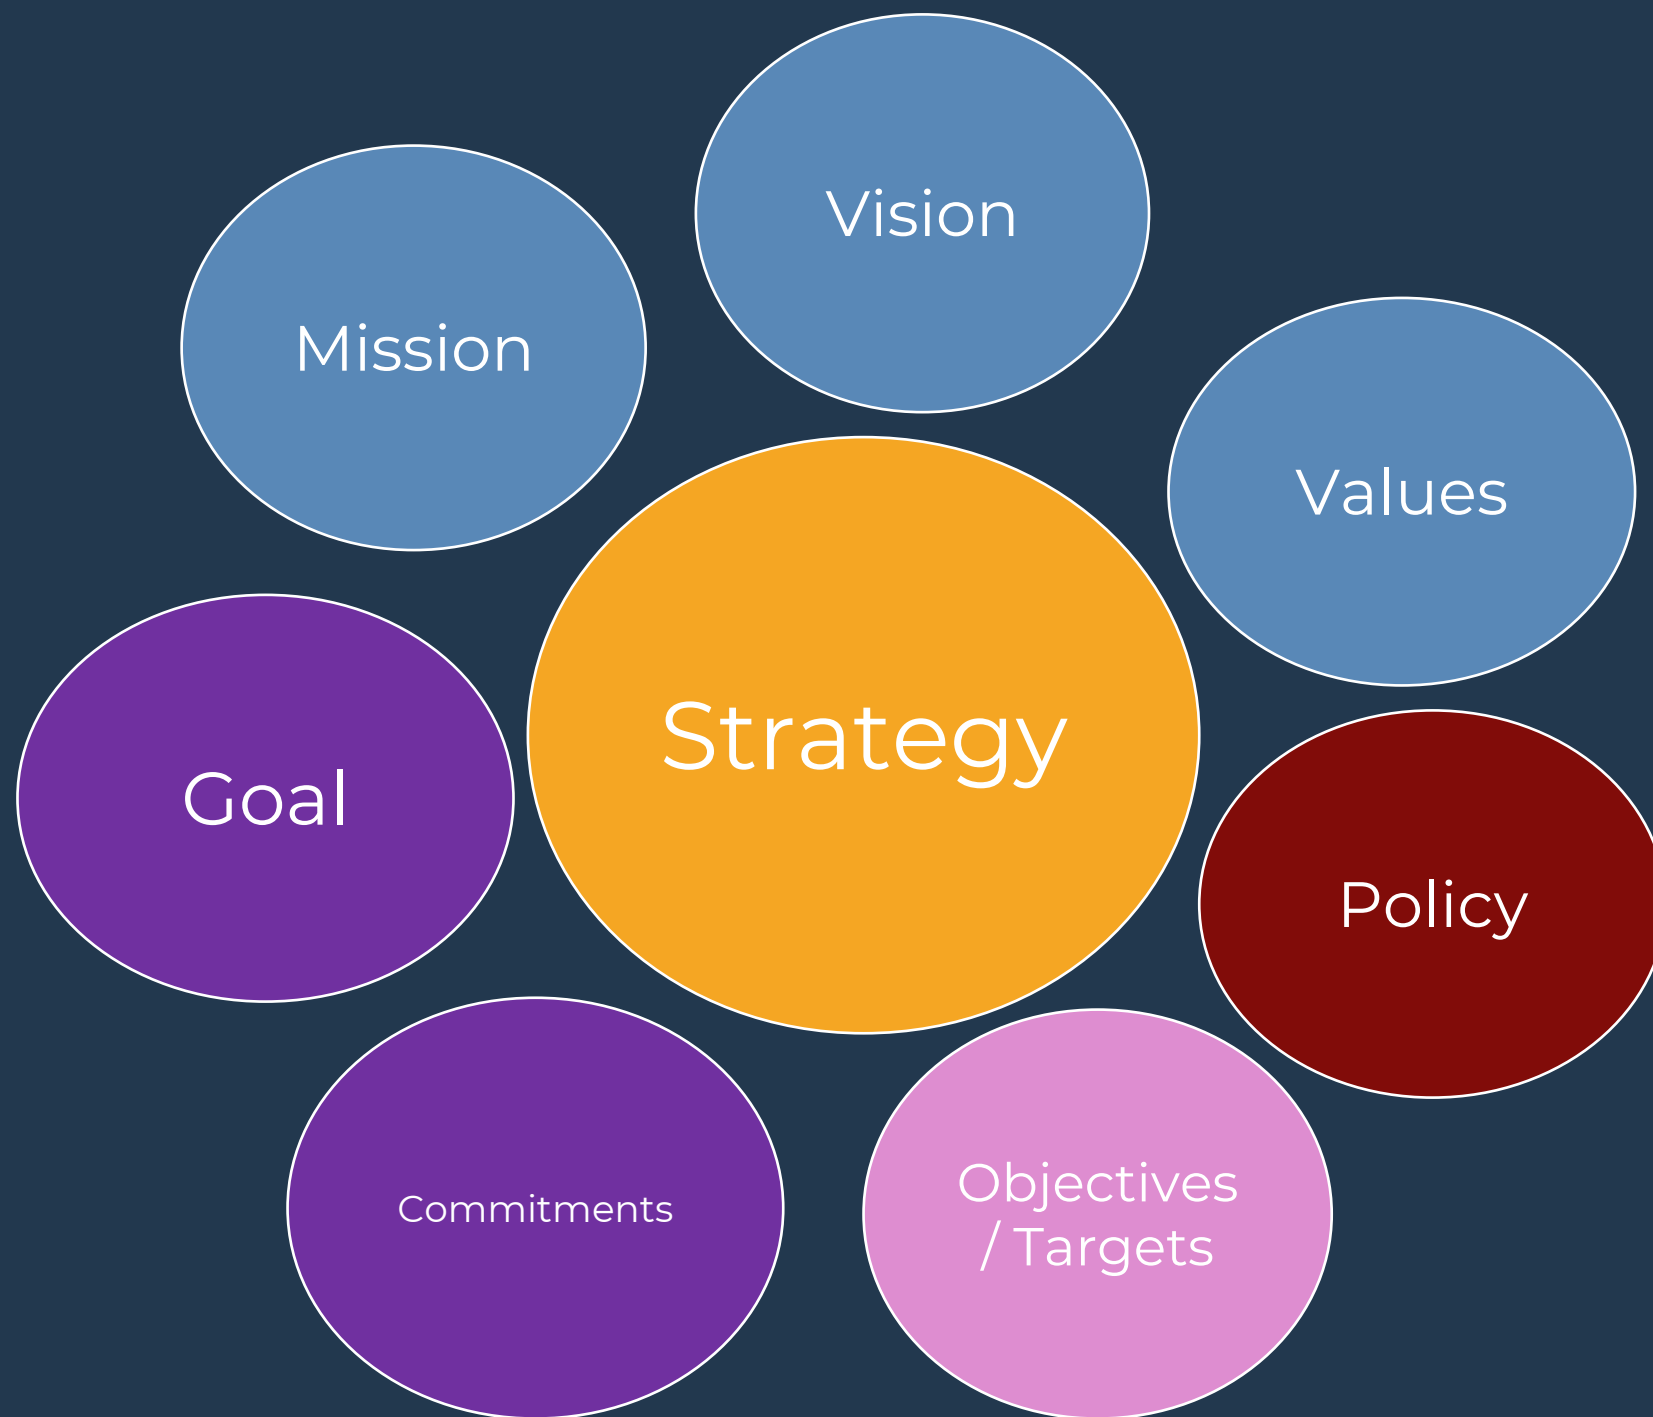 Vision
Mission
Values
Strategy
Goal
Policy
Commitments
Objectives
/ Targets